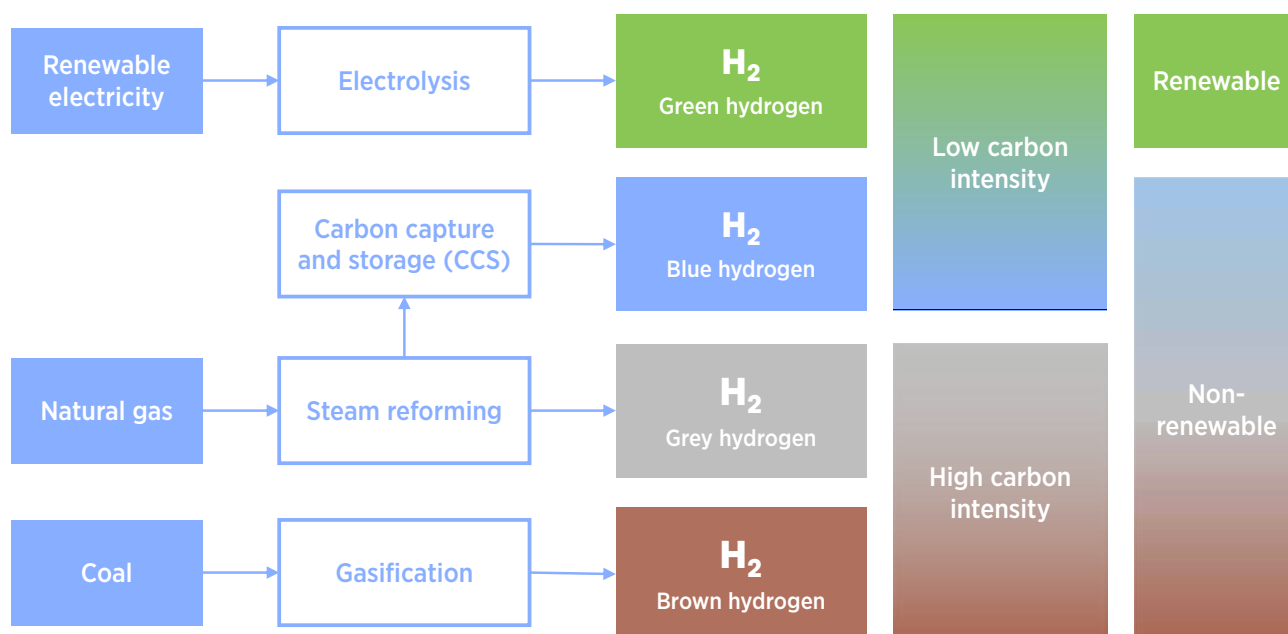 Renewable
electricity
Electrolysis
H₂
Green hydrogen
Low carbon
intensity
Renewable
Carbon capture
and storage (CCS)
H₂
Blue hydrogen
Natural gas
Steam reforming
H₂
Grey hydrogen
High carbon
intensity
Non-
renewable
Coal
Gasification
H₂
Brown hydrogen